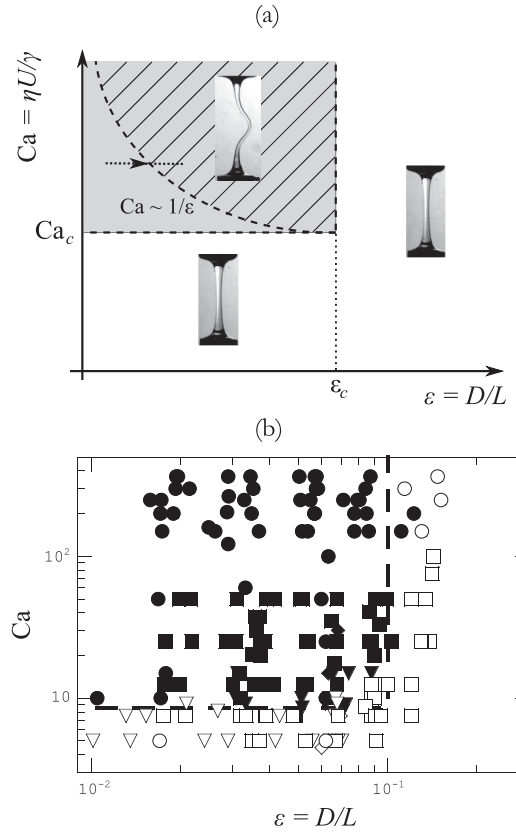 (a)
Ca = ηU/γ
Ca ~ 1/ε
Ca_c
ε_c
ε = D/L
(b)
10^2
Ca
10
10^-2
10^-1
ε = D/L